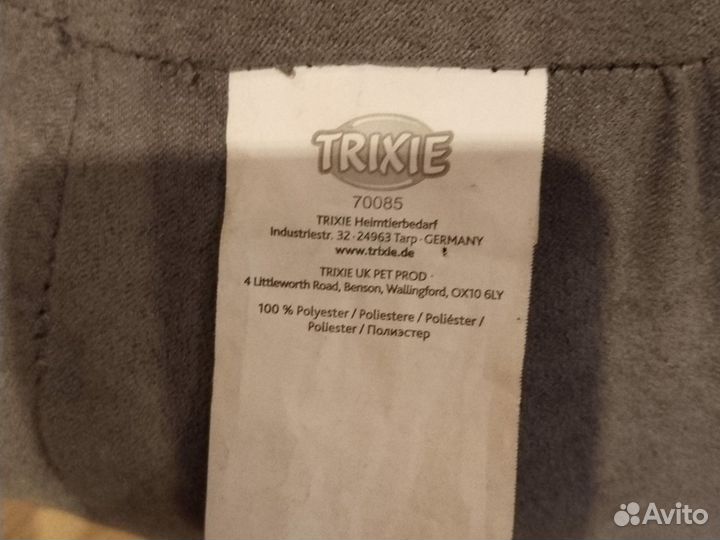 TRIXIE
70085
TRIXIE Heimtierbedarf
Industriestr. 32 · 24963 Tarp · GERMANY
www.trixie.de
TRIXIE UK PET PROD ·
4 Littleworth Road, Benson, Wallingford, OX10 6LY
100 % Polyester / Poliestere / Poliéster /
Poliester / Полиэстер
Avito